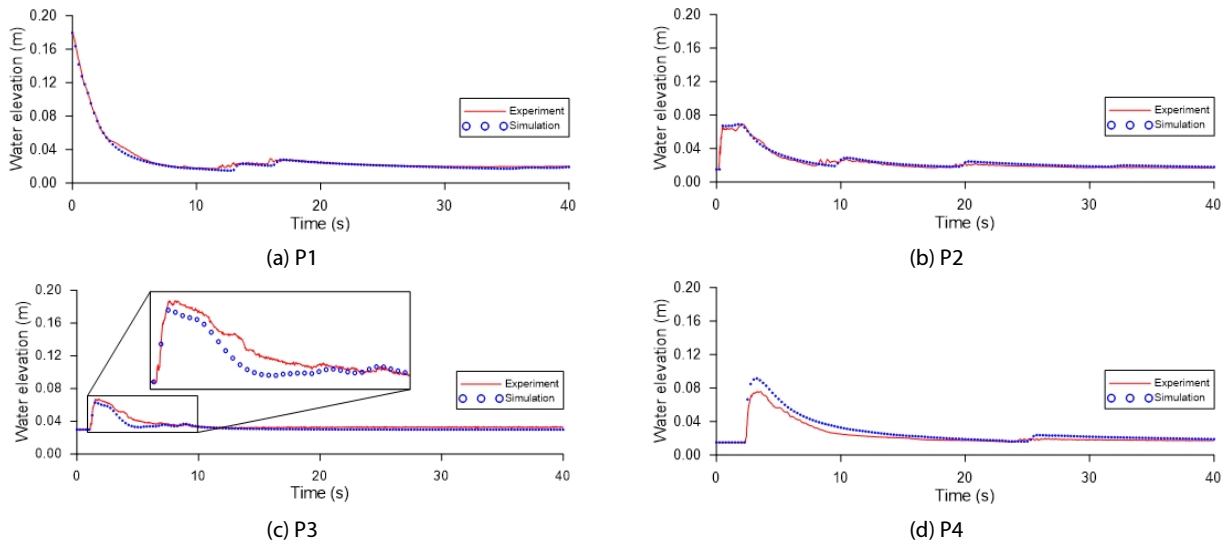 0.20
0.16
0.12
0.08
0.04
0.00
Water elevation (m)
Experiment
Simulation
0 10 20 30 40
Time (s)
(a) P1
0.20
0.16
0.12
0.08
0.04
0.00
Water elevation (m)
Experiment
Simulation
0 10 20 30 40
Time (s)
(b) P2
0.20
0.16
0.12
0.08
0.04
0.00
Water elevation (m)
Experiment
Simulation
0 10 20 30 40
Time (s)
(c) P3
0.20
0.16
0.12
0.08
0.04
0.00
Water elevation (m)
Experiment
Simulation
0 10 20 30 40
Time (s)
(d) P4